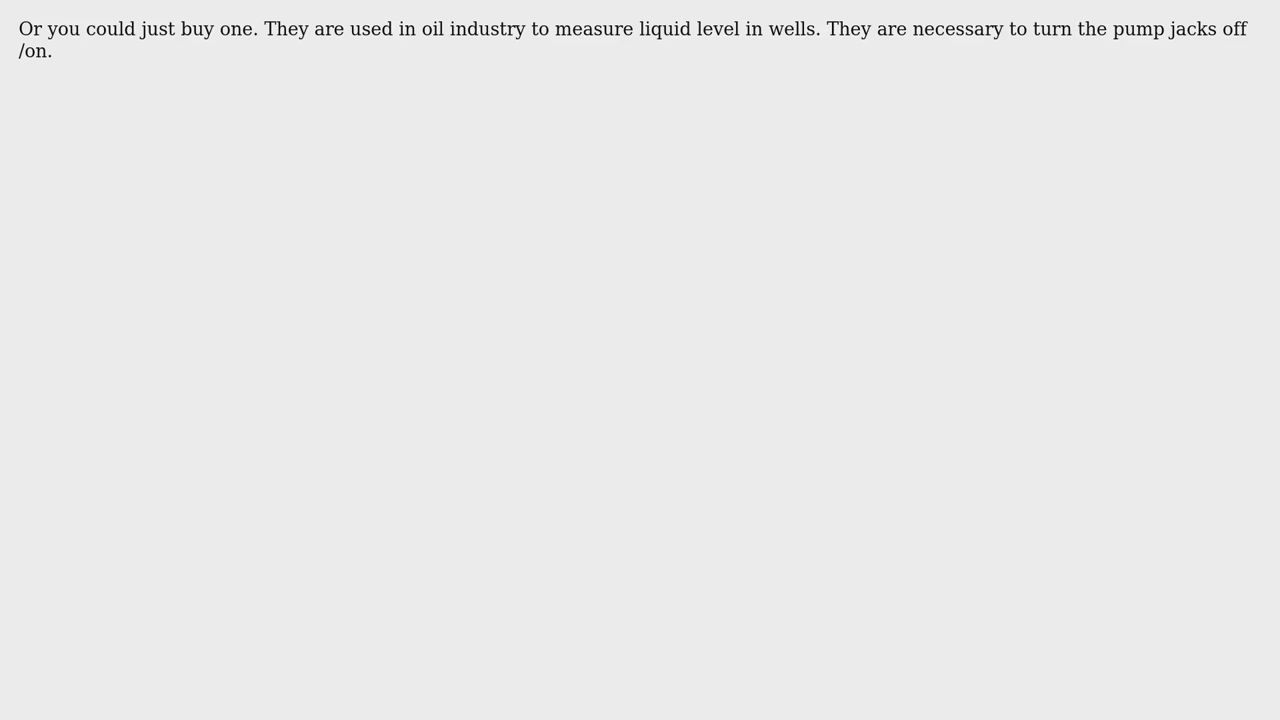 Or you could just buy one. They are used in oil industry to measure liquid level in wells. They are necessary to turn the pump jacks off
/on.